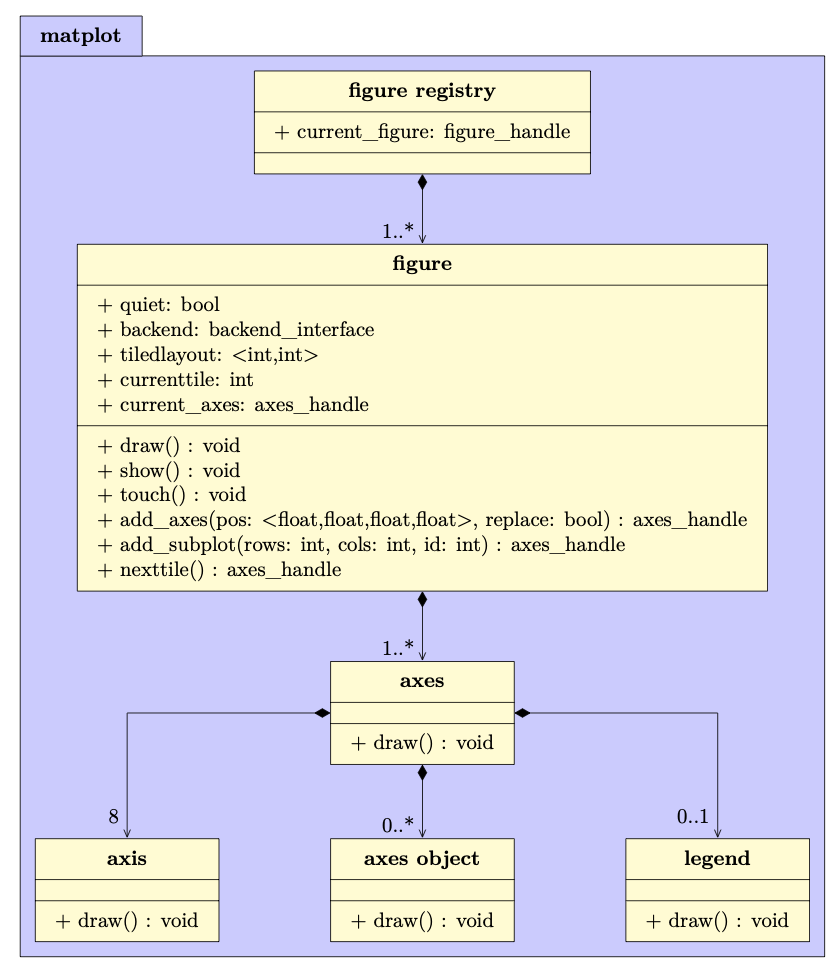 matplot
figure registry
+ current_figure: figure_handle
1..*
figure
+ quiet: bool
+ backend: backend_interface
+ tiledlayout: <int,int>
+ currenttile: int
+ current_axes: axes_handle
+ draw() : void
+ show() : void
+ touch() : void
+ add_axes(pos: <float,float,float,float>, replace: bool) : axes_handle
+ add_subplot(rows: int, cols: int, id: int) : axes_handle
+ nexttile() : axes_handle
1..*
axes
+ draw() : void
8
0..*
0..1
axis
+ draw() : void
axes object
+ draw() : void
legend
+ draw() : void